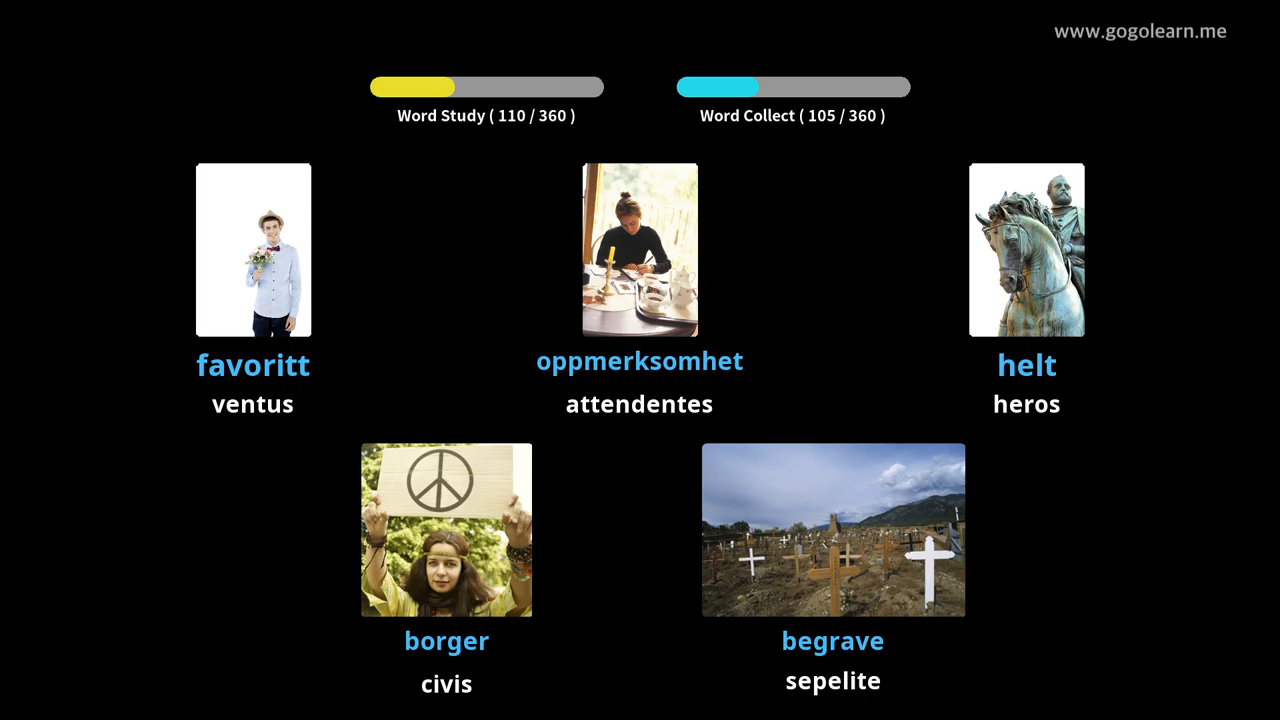 www.gogolearn.me
Word Study ( 110 / 360 )
Word Collect ( 105 / 360 )
favoritt
ventus
oppmerksomhet
attendentes
helt
heros
borger
civis
begrave
sepelite